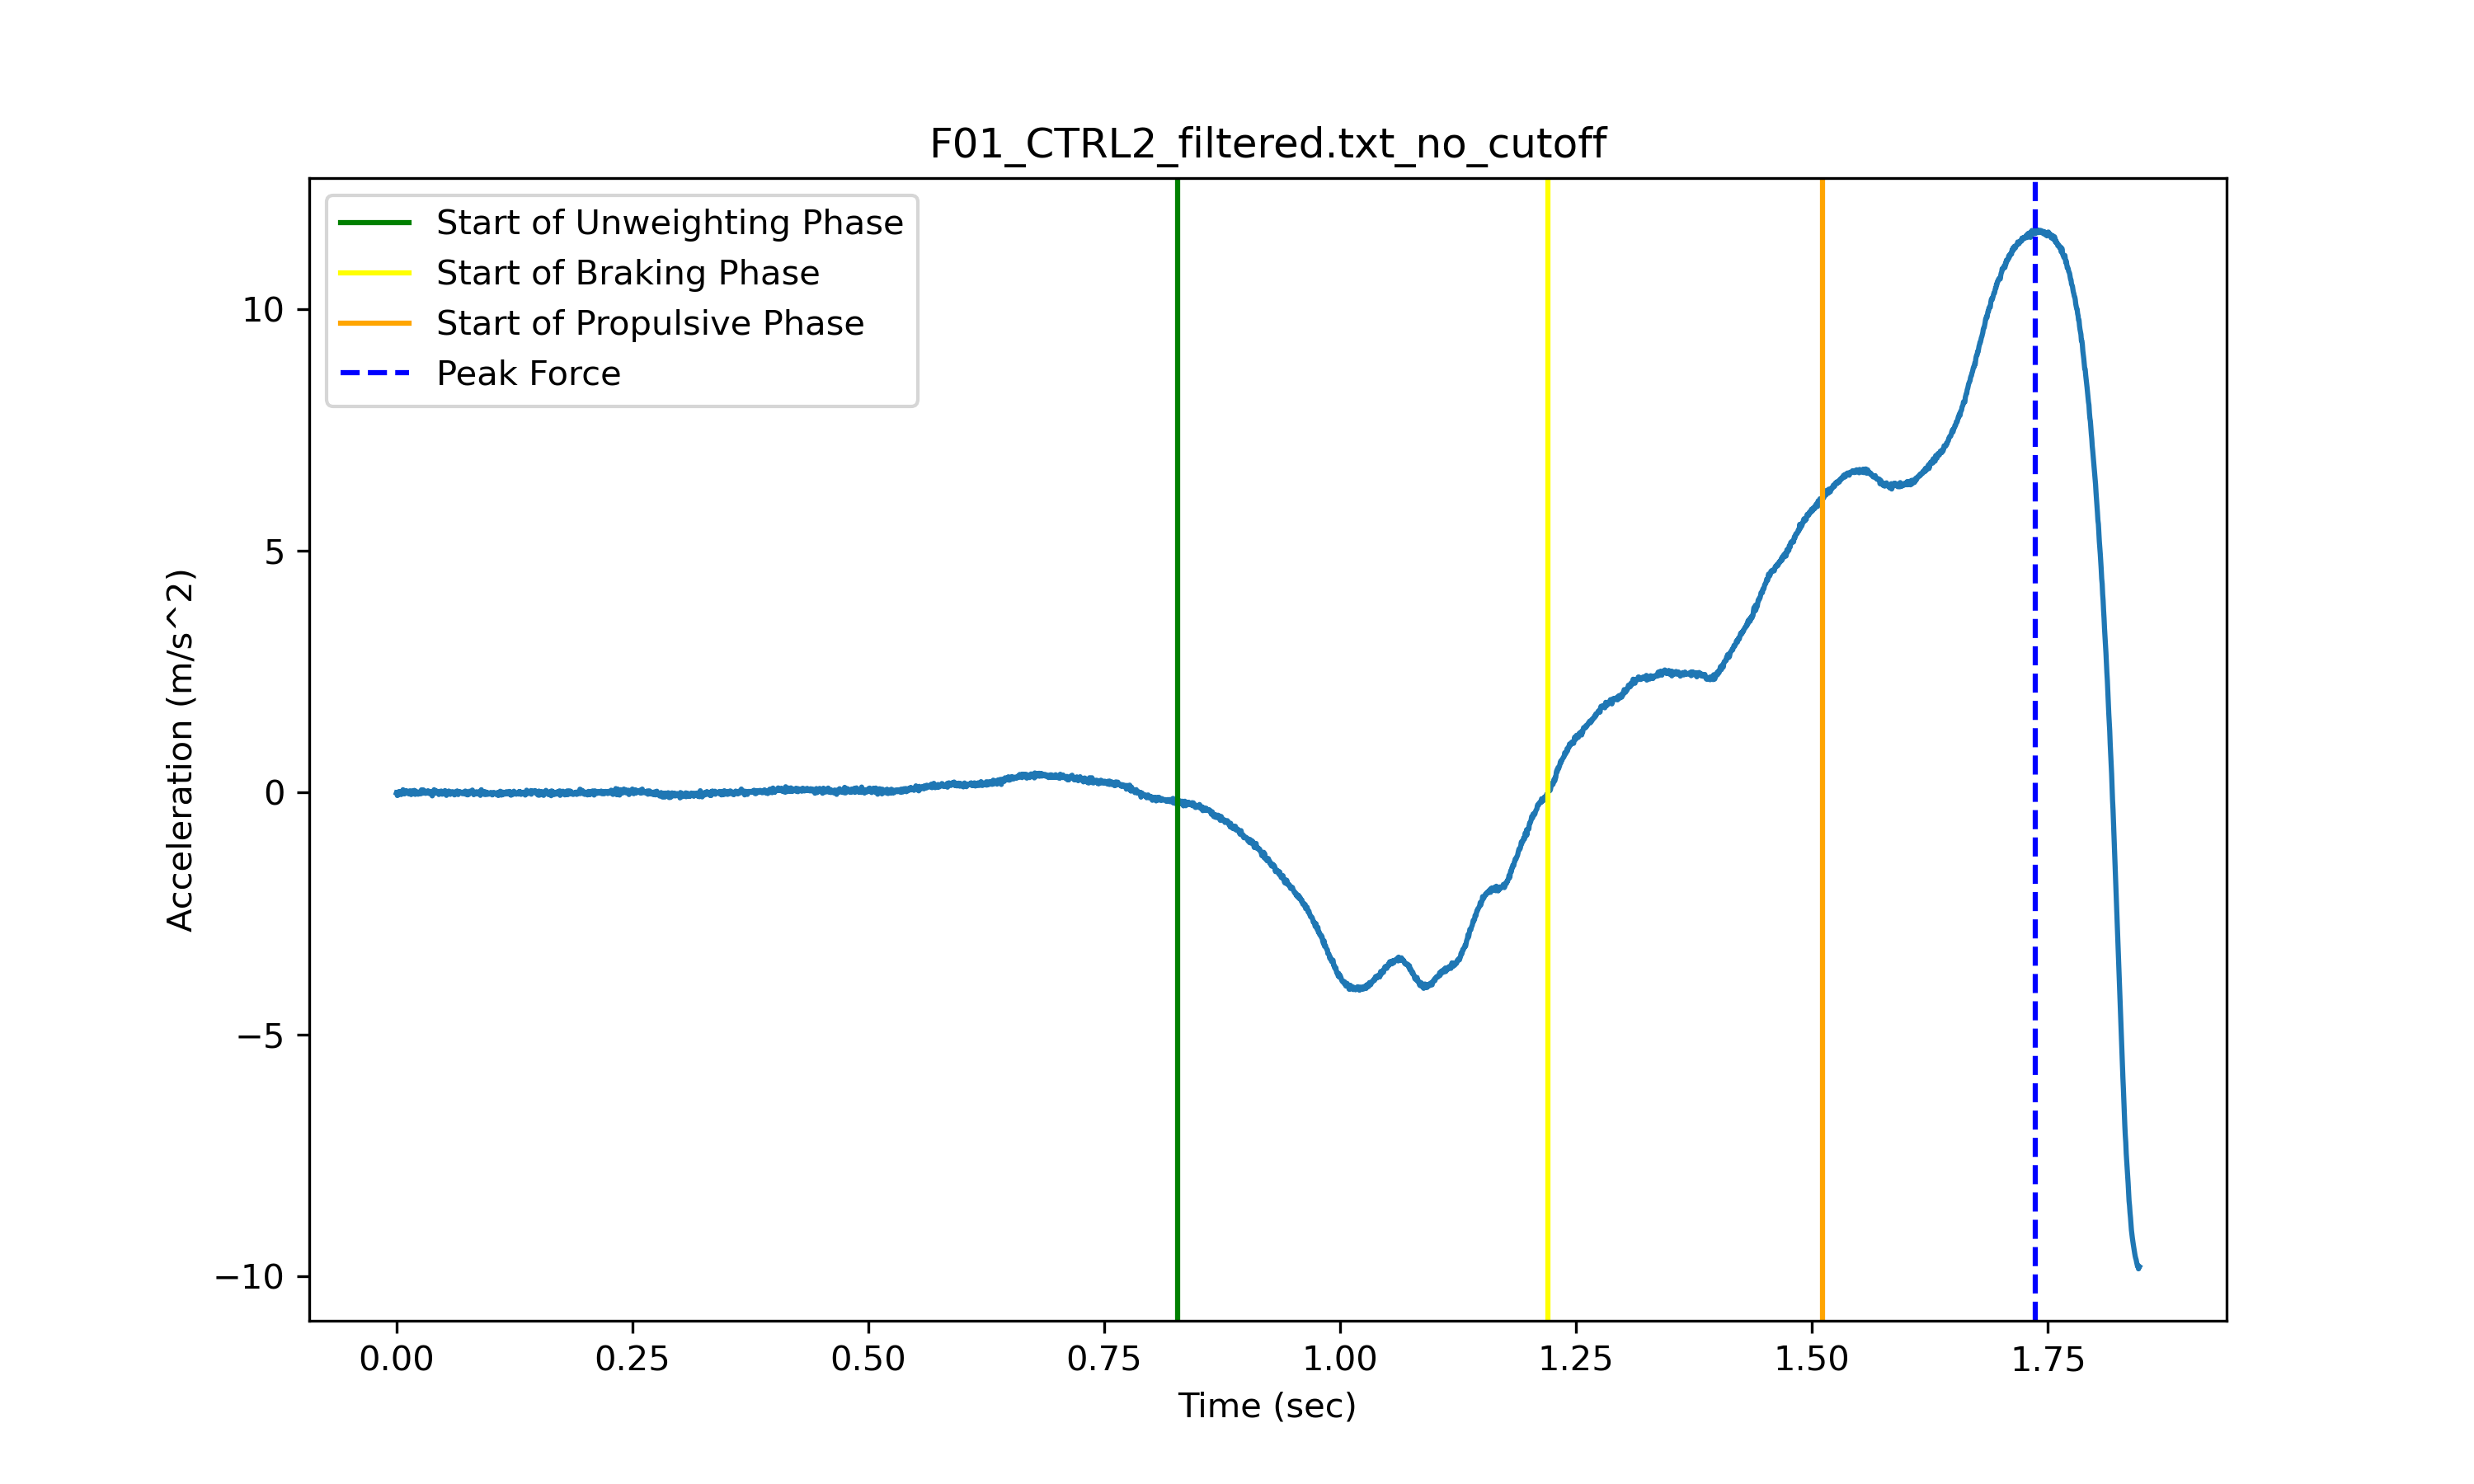 F01_CTRL2_filtered.txt_no_cutoff
Start of Unweighting Phase
Start of Braking Phase
Start of Propulsive Phase
Peak Force
10
5
0
−5
−10
Acceleration (m/s^2)
0.00 0.25 0.50 0.75 1.00 1.25 1.50 1.75
Time (sec)